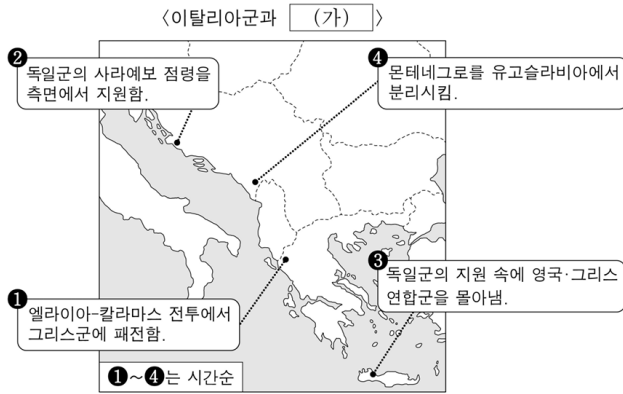 〈이탈리아군과 (가) 〉
❷
독일군의 사라예보 점령을
측면에서 지원함.
❹
몬테네그로를 유고슬라비아에서
분리시킴.
❸
독일군의 지원 속에 영국·그리스
연합군을 몰아냄.
❶
엘라이아-칼라마스 전투에서
그리스군에 패전함.
❶~❹는 시간순